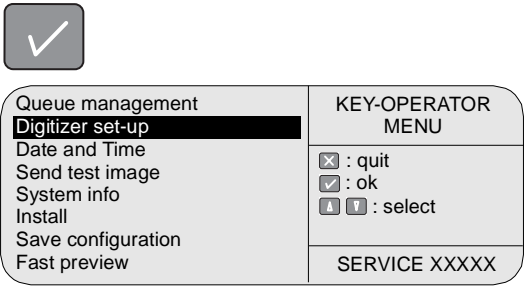 Queue management
Digitizer set-up
Date and Time
Send test image
System info
Install
Save configuration
Fast preview
KEY-OPERATOR
MENU
: quit
: ok
: select
SERVICE XXXXX